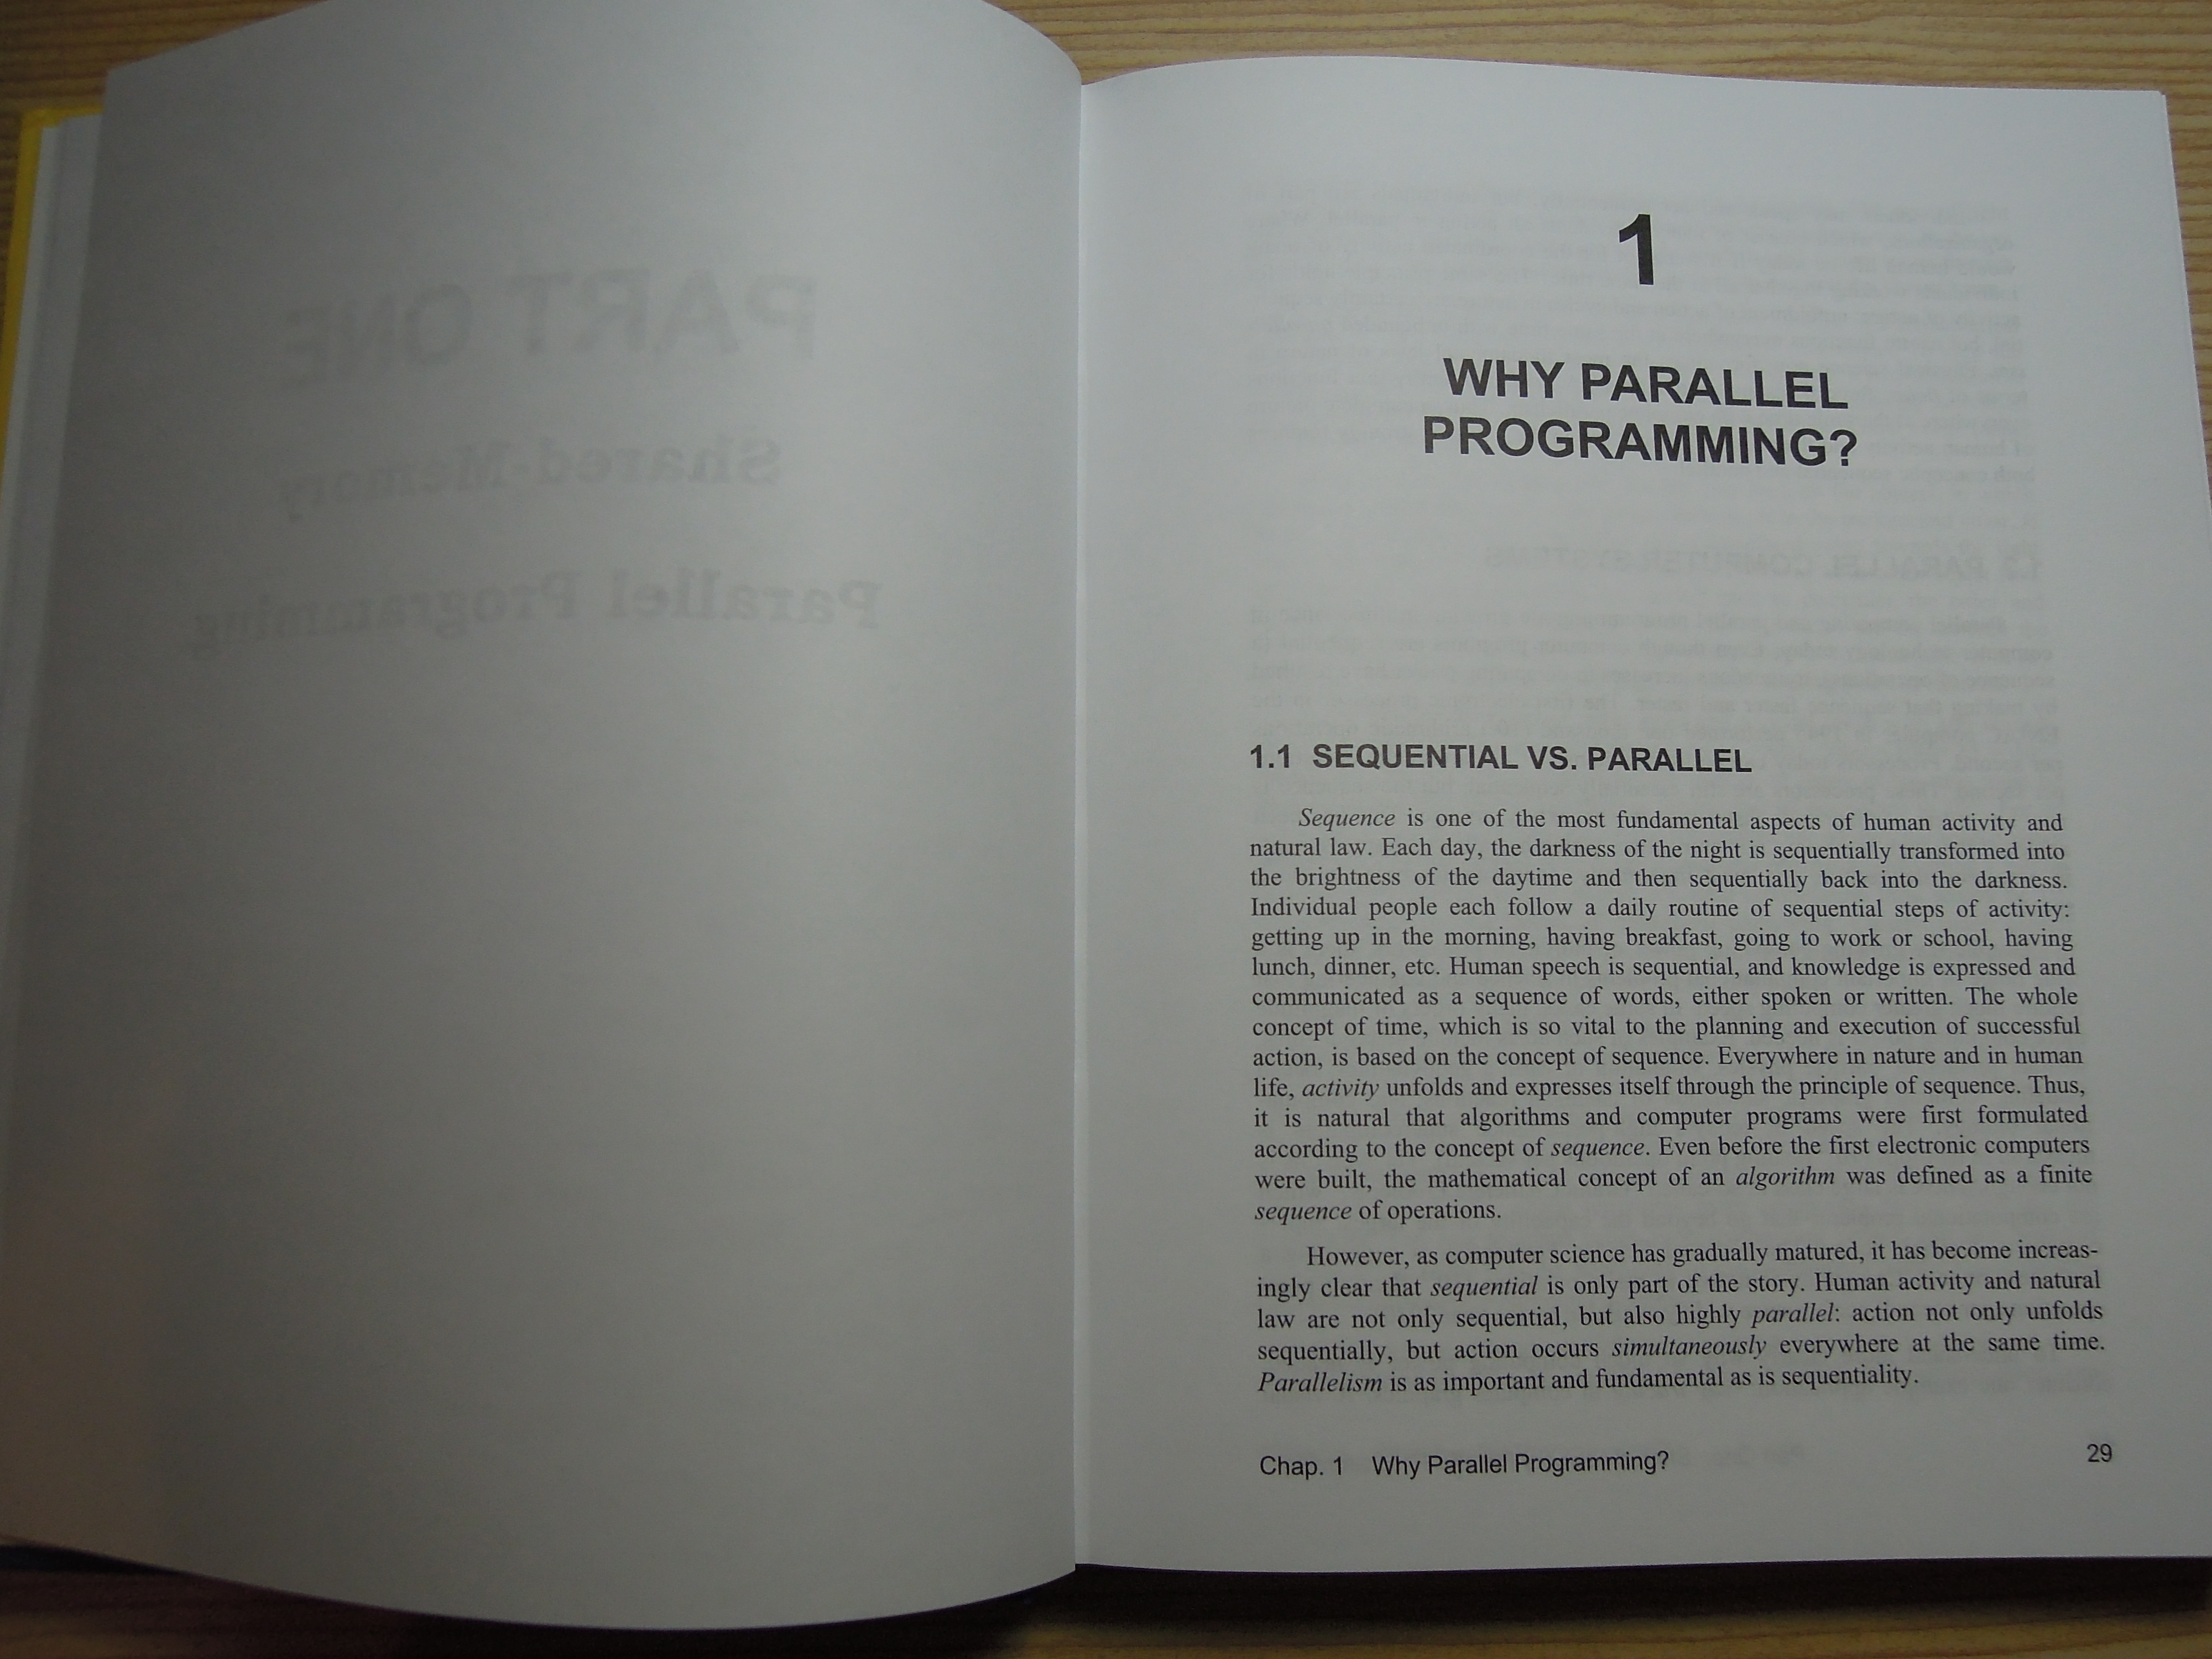 PART ONE
Shared-Memory
Parallel Programming
1
WHY PARALLEL
PROGRAMMING?
1.1 SEQUENTIAL VS. PARALLEL
Sequence is one of the most fundamental aspects of human activity and
natural law. Each day, the darkness of the night is sequentially transformed into
the brightness of the daytime and then sequentially back into the darkness.
Individual people each follow a daily routine of sequential steps of activity:
getting up in the morning, having breakfast, going to work or school, having
lunch, dinner, etc. Human speech is sequential, and knowledge is expressed and
communicated as a sequence of words, either spoken or written. The whole
concept of time, which is so vital to the planning and execution of successful
action, is based on the concept of sequence. Everywhere in nature and in human
life, activity unfolds and expresses itself through the principle of sequence. Thus,
it is natural that algorithms and computer programs were first formulated
according to the concept of sequence. Even before the first electronic computers
were built, the mathematical concept of an algorithm was defined as a finite
sequence of operations.
However, as computer science has gradually matured, it has become increas-
ingly clear that sequential is only part of the story. Human activity and natural
law are not only sequential, but also highly parallel: action not only unfolds
sequentially, but action occurs simultaneously everywhere at the same time.
Parallelism is as important and fundamental as is sequentiality.
Chap. 1 Why Parallel Programming? 29